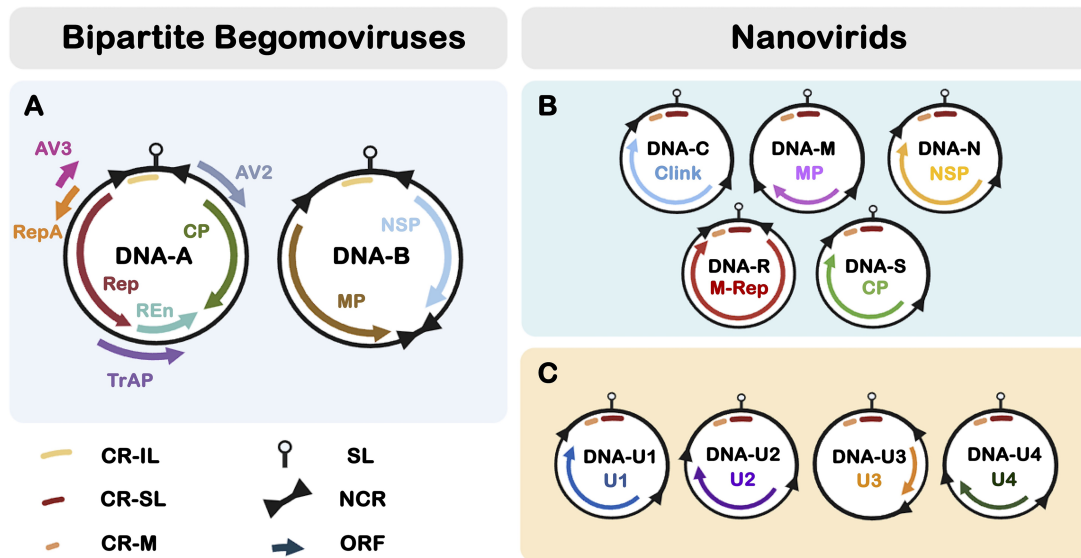 Bipartite Begomoviruses
Nanovirids
A
AV3
RepA
AV2
CP
DNA-A
Rep
REn
TrAP
NSP
DNA-B
MP
B
DNA-C
Clink
DNA-M
MP
DNA-N
NSP
DNA-R
M-Rep
DNA-S
CP
C
DNA-U1
U1
DNA-U2
U2
DNA-U3
U3
DNA-U4
U4
CR-IL
SL
CR-SL
NCR
CR-M
ORF